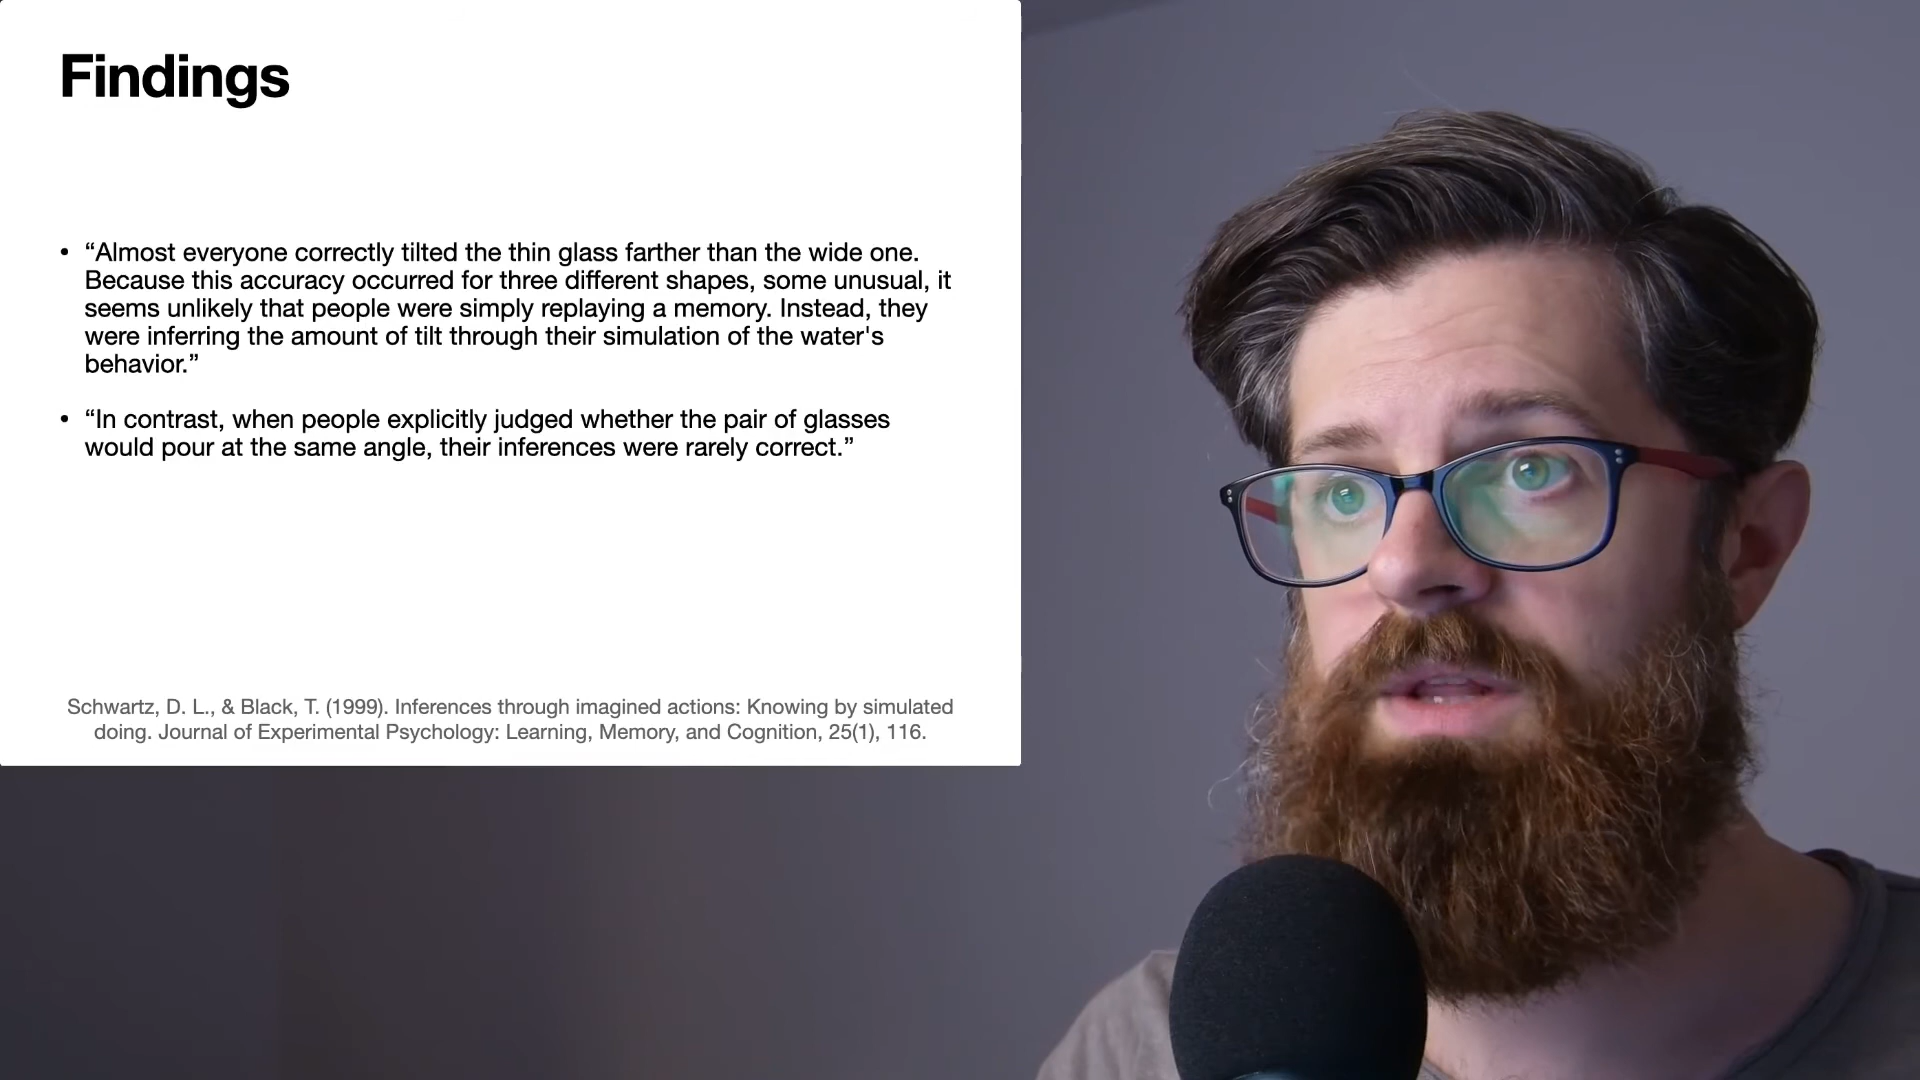 Findings
• “Almost everyone correctly tilted the thin glass farther than the wide one.
Because this accuracy occurred for three different shapes, some unusual, it
seems unlikely that people were simply replaying a memory. Instead, they
were inferring the amount of tilt through their simulation of the water's
behavior.”
• “In contrast, when people explicitly judged whether the pair of glasses
would pour at the same angle, their inferences were rarely correct.”
Schwartz, D. L., & Black, T. (1999). Inferences through imagined actions: Knowing by simulated
doing. Journal of Experimental Psychology: Learning, Memory, and Cognition, 25(1), 116.